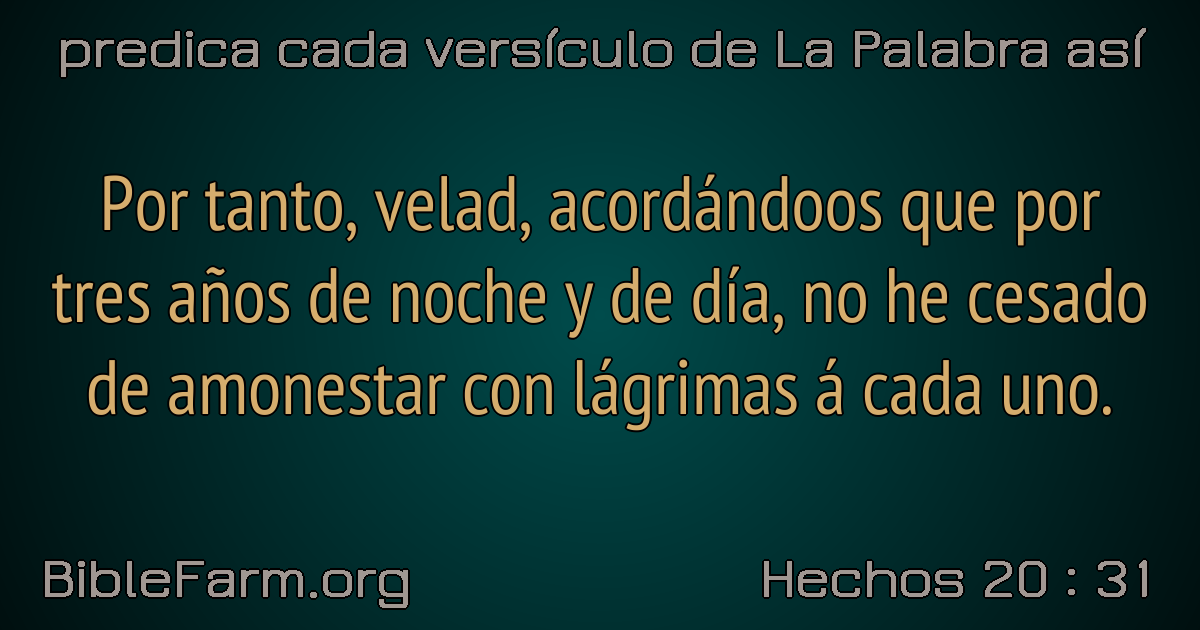 predica cada versículo de La Palabra así
Por tanto, velad, acordándoos que por
tres años de noche y de día, no he cesado
de amonestar con lágrimas á cada uno.
BibleFarm.org
Hechos 20 : 31